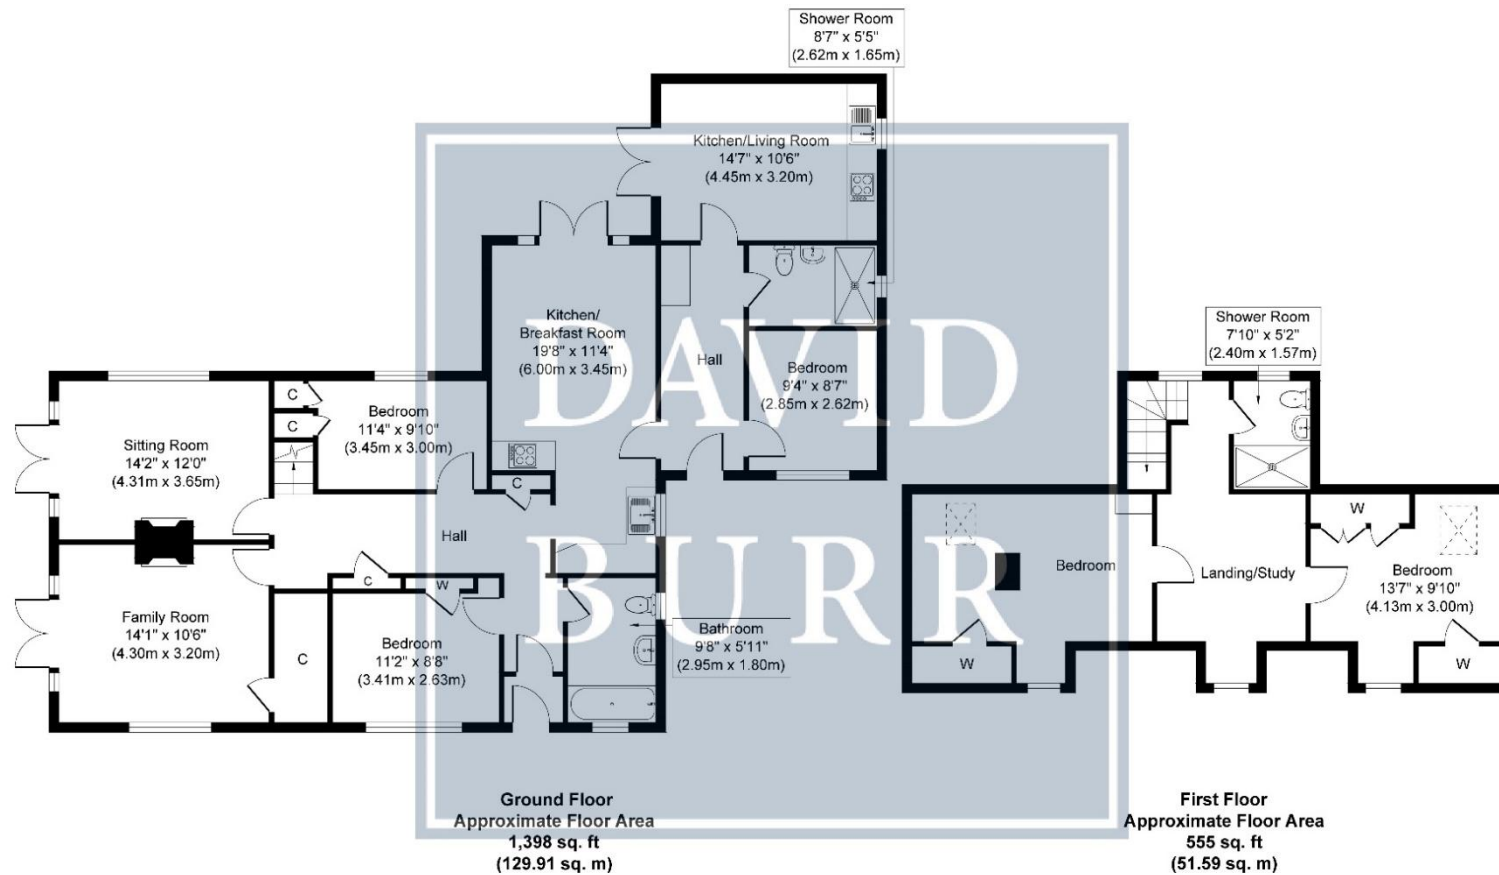 Shower Room
8'7" x 5'5"
(2.62m x 1.65m)
Kitchen/Living Room
14'7" x 10'6"
(4.45m x 3.20m)
Kitchen/
Breakfast Room
19'8" x 11'4"
(6.00m x 3.45m)
Hall
Bedroom
9'4" x 8'7"
(2.85m x 2.62m)
C
C
Bedroom
11'4" x 9'10"
(3.45m x 3.00m)
Sitting Room
14'2" x 12'0"
(4.31m x 3.65m)
C
Hall
C
W
Family Room
14'1" x 10'6"
(4.30m x 3.20m)
C
Bedroom
11'2" x 8'8"
(3.41m x 2.63m)
Bathroom
9'8" x 5'11"
(2.95m x 1.80m)
DAVID
BURR
Ground Floor
Approximate Floor Area
1,398 sq. ft
(129.91 sq. m)
Shower Room
7'10" x 5'2"
(2.40m x 1.57m)
Bedroom
W
Landing/Study
W
Bedroom
13'7" x 9'10"
(4.13m x 3.00m)
W
First Floor
Approximate Floor Area
555 sq. ft
(51.59 sq. m)